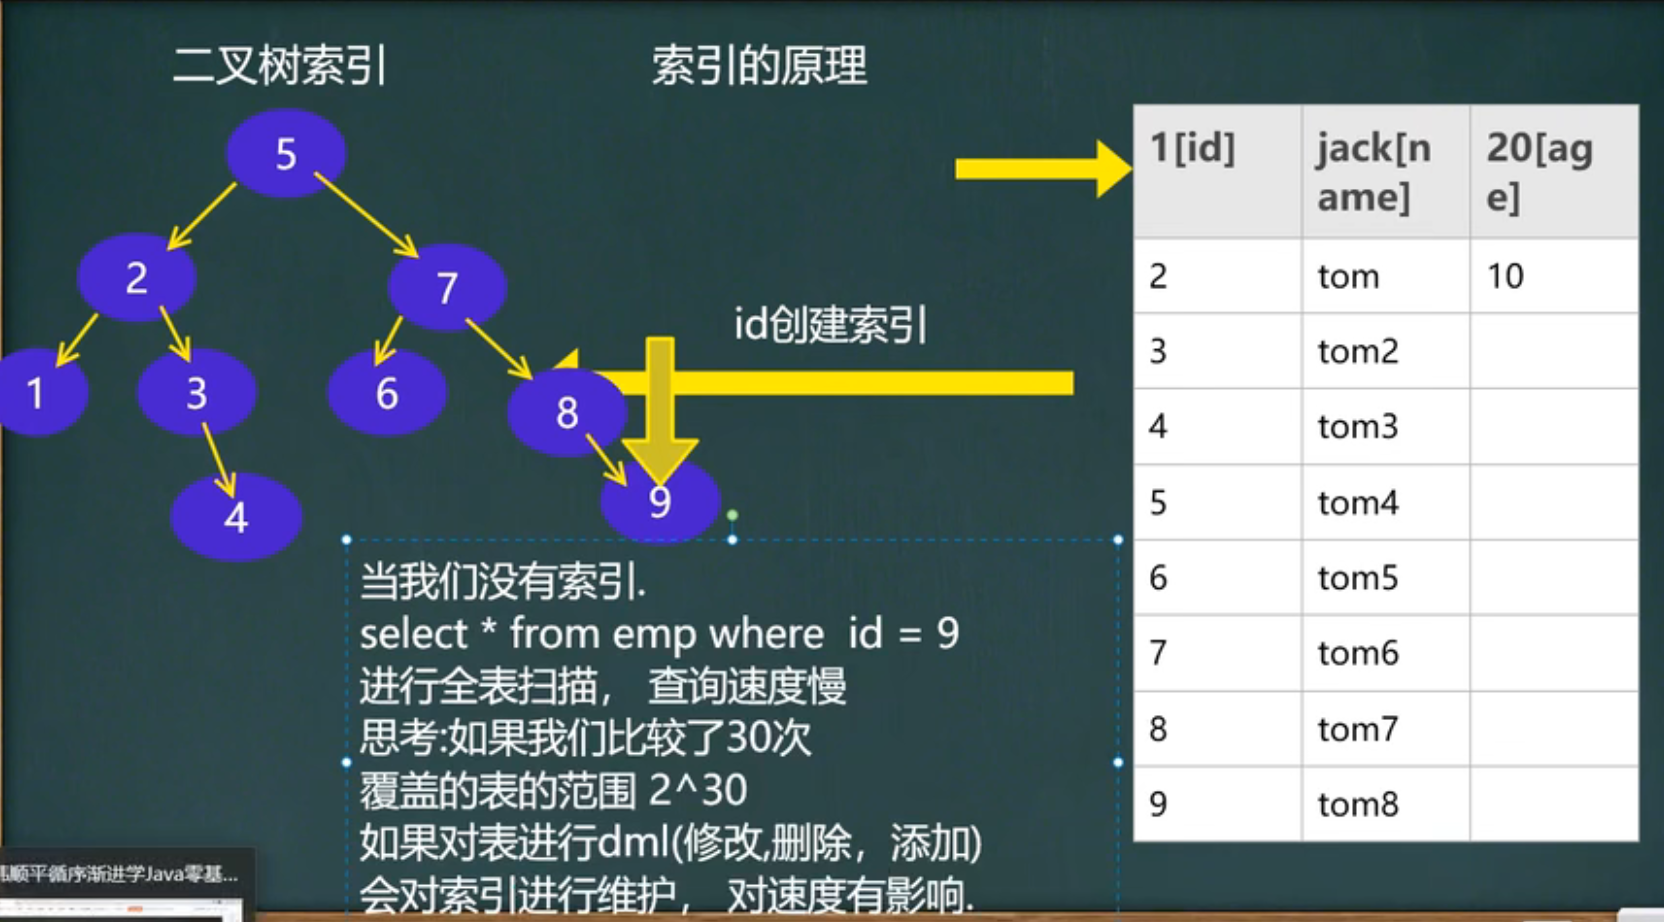 二叉树索引
索引的原理
5
2
7
1
3
6
8
4
9
id创建索引
1[id] jack[n
ame] 20[ag
e]
2 tom 10
3 tom2
4 tom3
5 tom4
6 tom5
7 tom6
8 tom7
9 tom8
当我们没有索引.
select * from emp where id = 9
进行全表扫描， 查询速度慢
思考:如果我们比较了30次
覆盖的表的范围 2^30
如果对表进行dml(修改,删除，添加)
会对索引进行维护， 对速度有影响.
顺平循序渐进学Java零基...